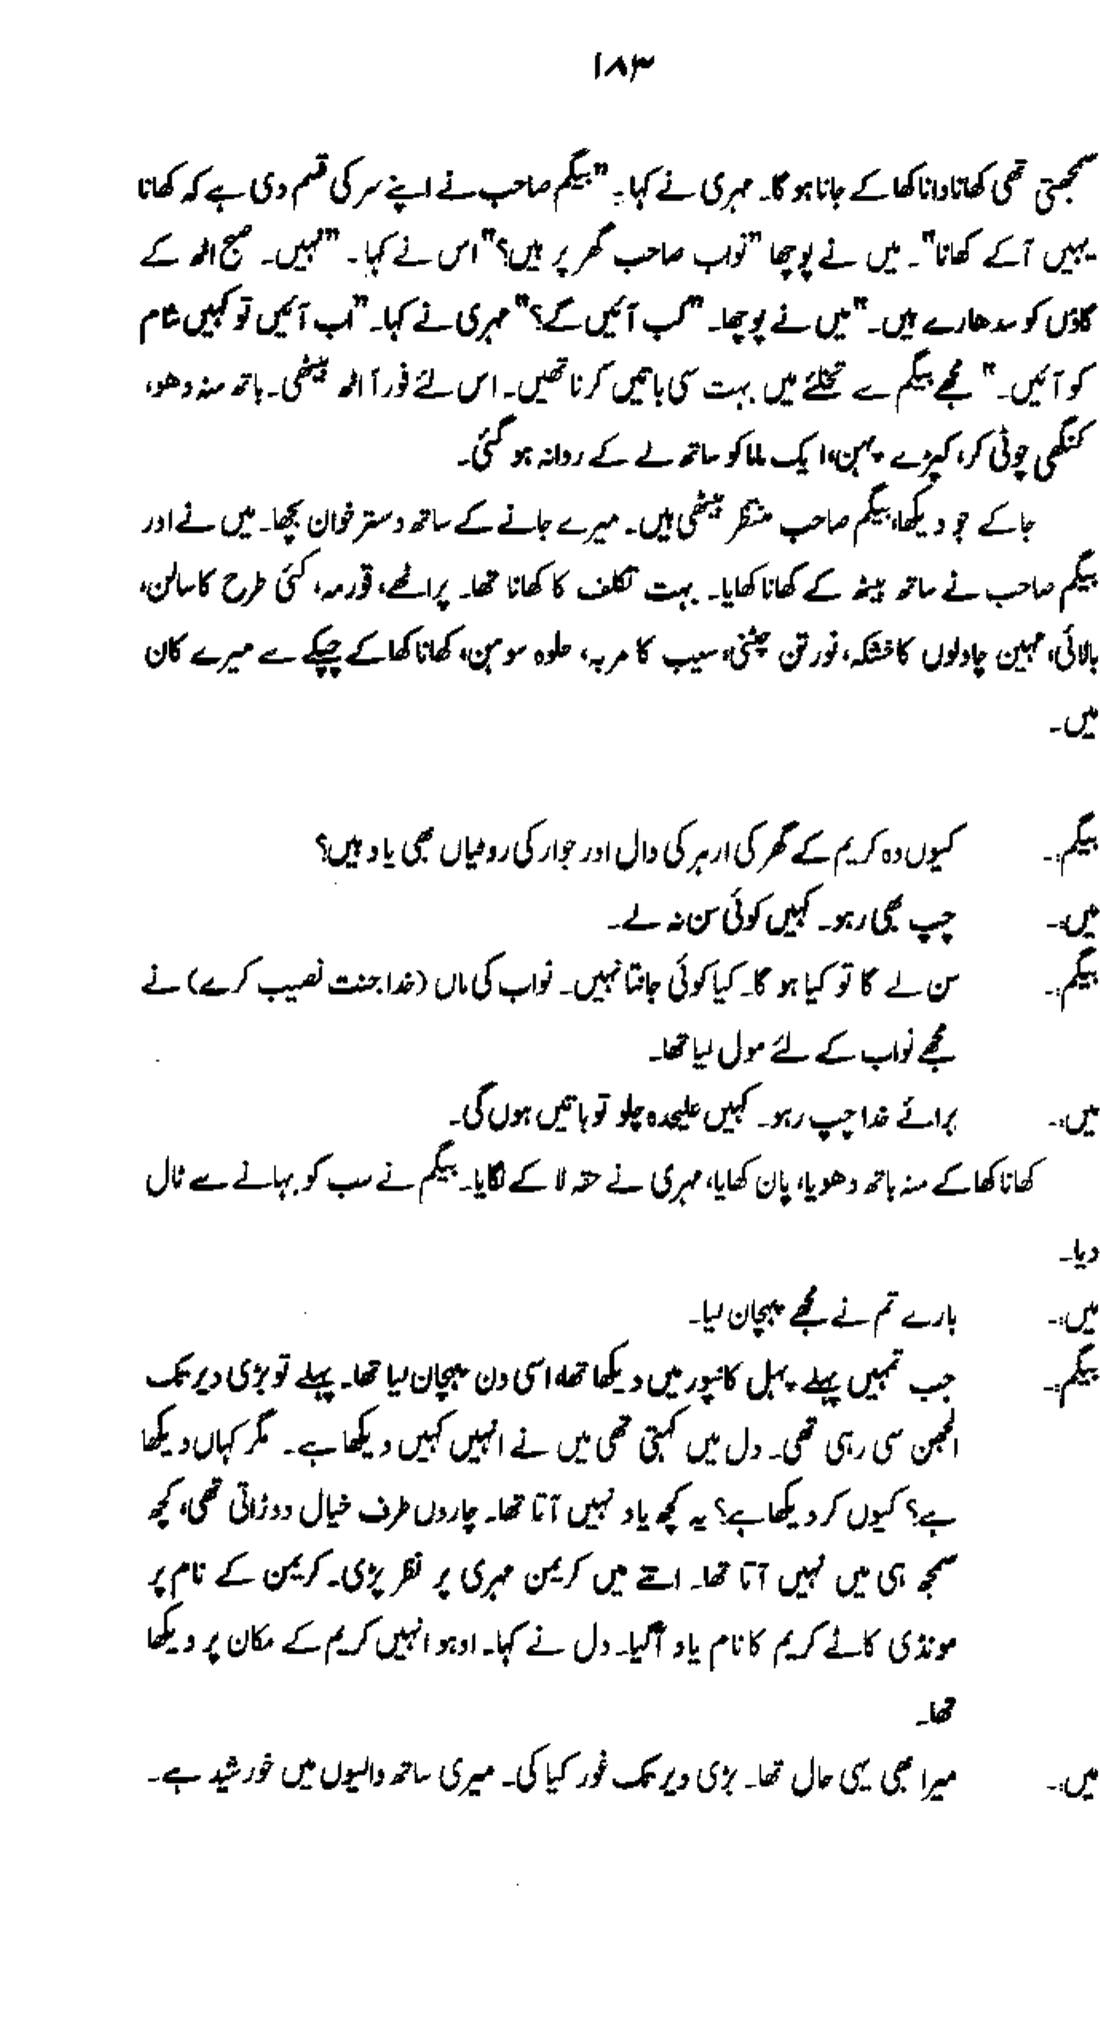 ۱۸۳
سمجھتی تھی کھانا دانا کھا کے جانا ہو گا۔ مہری نے کہا۔ "بیگم صاحب نے اپنے سر کی قسم دی ہے کہ کھانا
یہیں آ کے کھانا"۔ میں نے پوچھا "نواب صاحب گھر پر ہیں؟" اس نے کہا۔ "نہیں۔ صبح اٹھ کے
گاؤں کو سدھارے ہیں۔" میں نے پوچھا۔ "کب آئیں گے؟" مہری نے کہا۔ "اب آئیں تو کہیں شام
کو آئیں۔" مجھے بیگم سے تخلئے میں بہت سی باتیں کرنا تھیں۔ اس لئے فوراً اٹھ بیٹھی۔ ہاتھ منہ دھو،
کنگھی چوٹی کر، کپڑے پہن، ایک ماما کو ساتھ لے کے روانہ ہو گئی۔
جا کے جو دیکھا، بیگم صاحب منتظر بیٹھی ہیں۔ میرے جانے کے ساتھ دستر خوان بچھا۔ میں نے اور
بیگم صاحب نے ساتھ بیٹھ کے کھانا کھایا۔ بہت تکلف کا کھانا تھا۔ پراٹھے، قورمہ، کئی طرح کا سالن،
بالائی، مہین چاولوں کا خشکہ، نورتن چٹنی، سیب کا مربہ، حلوہ سوہن، کھانا کھا کے چپکے سے میرے کان
میں۔
بیگم:۔ کیوں وہ کریم کے گھر کی ارہر کی دال اور جوار کی روٹیاں بھی یاد ہیں؟
میں:۔ چپ بھی رہو۔ کہیں کوئی سن نہ لے۔
بیگم:۔ سن لے گا تو کیا ہو گا۔ کیا کوئی جانتا نہیں۔ نواب کی ماں (خدا جنت نصیب کرے) نے
مجھے نواب کے لئے مول لیا تھا۔
میں:۔ برائے خدا چپ رہو۔ کہیں علیحدہ چلو تو باتیں ہوں گی۔
کھانا کھا کے منہ ہاتھ دھویا، پان کھایا، مہری نے حقہ لا کے لگایا۔ بیگم نے سب کو بہانے سے ٹال
دیا۔
میں:۔ بارے تم نے مجھے پہچان لیا۔
بیگم:۔ جب تمہیں پہلے پہل کانپور میں دیکھا تھا، اسی دن پہچان لیا تھا۔ پہلے تو بڑی دیر تک
الجھن سی رہی تھی۔ دل میں کہتی تھی میں نے انہیں کہیں دیکھا ہے۔ مگر کہاں دیکھا
ہے؟ کیوں کر دیکھا ہے؟ یہ کچھ یاد نہیں آتا تھا۔ چاروں طرف خیال دوڑاتی تھی، کچھ
سمجھ ہی میں نہیں آتا تھا۔ اتنے میں کریمن مہری پر نظر پڑی۔ کریمن کے نام پر
مونڈی کاٹے کریم کا نام یاد آ گیا۔ دل نے کہا۔ اوہو انہیں کریم کے مکان پر دیکھا
تھا۔
میں:۔ میرا بھی یہی حال تھا۔ بڑی دیر تک غور کیا کی۔ میری ساتھ والیوں میں خورشید ہے۔